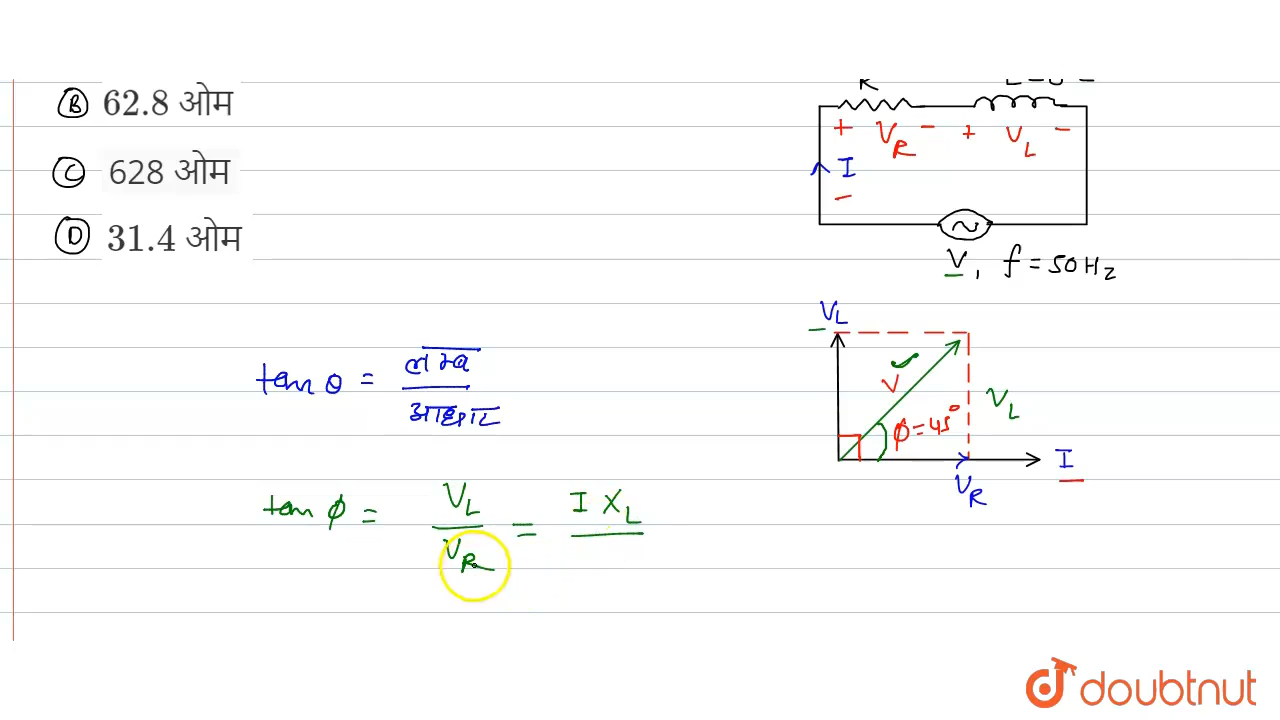 B 62.8 ओम
C 628 ओम
D 31.4 ओम
R
+ V_R - + V_L -
I
-
V, f = 50 Hz
V_L
V
φ = 45°
V_L
I
V_R
tan θ = लम्ब / आधार
tan φ = V_L / V_R = I X_L
doubtnut